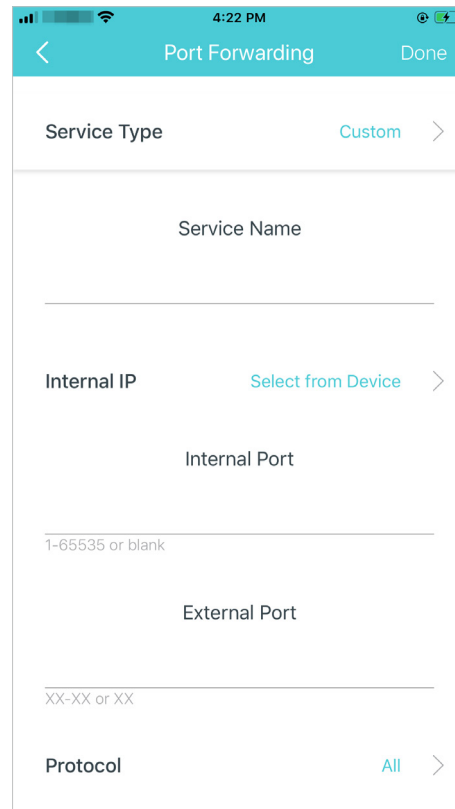 4:22 PM
Port Forwarding Done
Service Type Custom
Service Name
Internal IP Select from Device
Internal Port
1-65535 or blank
External Port
XX-XX or XX
Protocol All